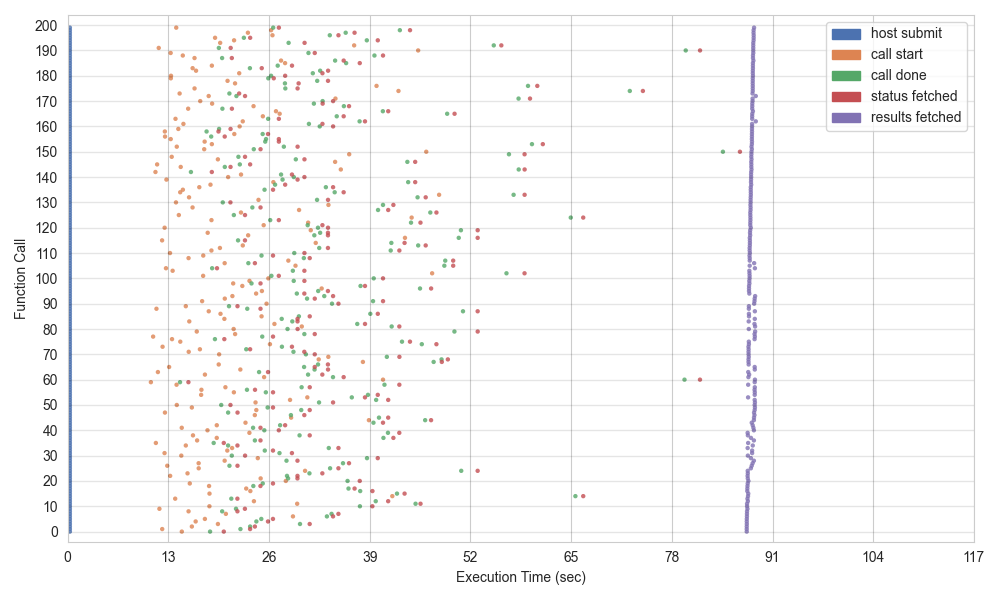 200
190
180
170
160
150
140
130
120
110
100
90
80
70
60
50
40
30
20
10
0
Function Call
0 13 26 39 52 65 78 91 104 117
Execution Time (sec)
host submit
call start
call done
status fetched
results fetched